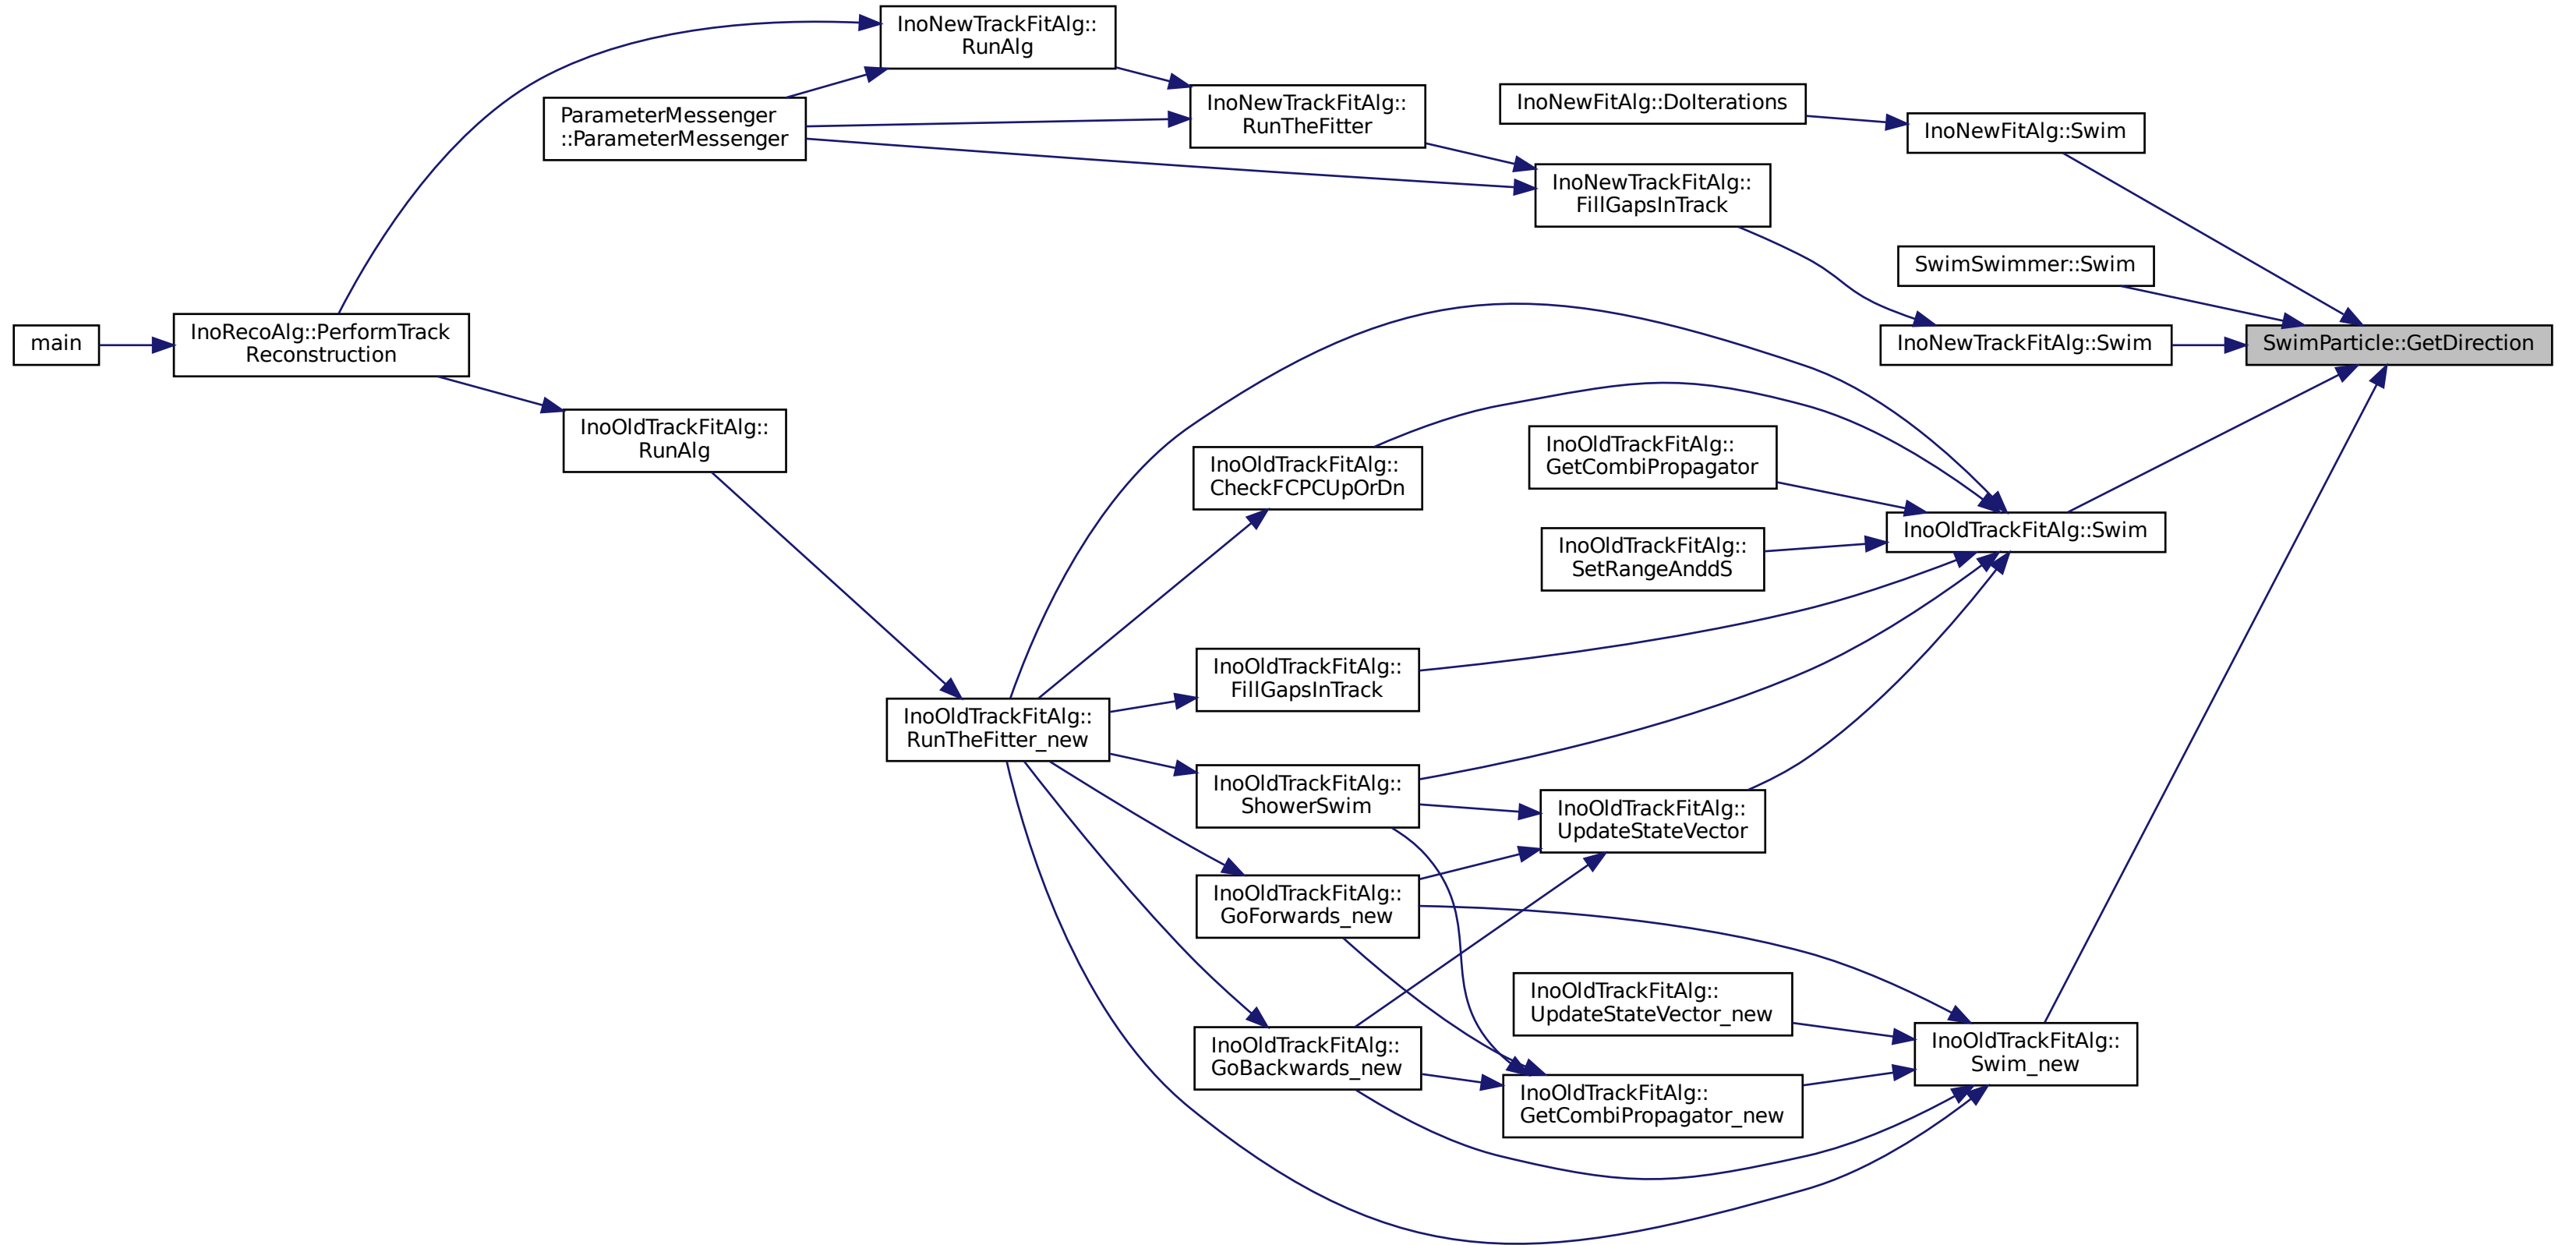 InoNewTrackFitAlg::
RunAlg
ParameterMessenger
::ParameterMessenger
InoNewTrackFitAlg::
RunTheFitter
InoNewFitAlg::DoIterations
InoNewFitAlg::Swim
InoNewTrackFitAlg::
FillGapsInTrack
SwimSwimmer::Swim
main
InoRecoAlg::PerformTrack
Reconstruction
InoNewTrackFitAlg::Swim
SwimParticle::GetDirection
InoOldTrackFitAlg::
RunAlg
InoOldTrackFitAlg::
CheckFCPCUpOrDn
InoOldTrackFitAlg::
GetCombiPropagator
InoOldTrackFitAlg::Swim
InoOldTrackFitAlg::
SetRangeAnddS
InoOldTrackFitAlg::
FillGapsInTrack
InoOldTrackFitAlg::
RunTheFitter_new
InoOldTrackFitAlg::
ShowerSwim
InoOldTrackFitAlg::
UpdateStateVector
InoOldTrackFitAlg::
GoForwards_new
InoOldTrackFitAlg::
UpdateStateVector_new
InoOldTrackFitAlg::
Swim_new
InoOldTrackFitAlg::
GoBackwards_new
InoOldTrackFitAlg::
GetCombiPropagator_new